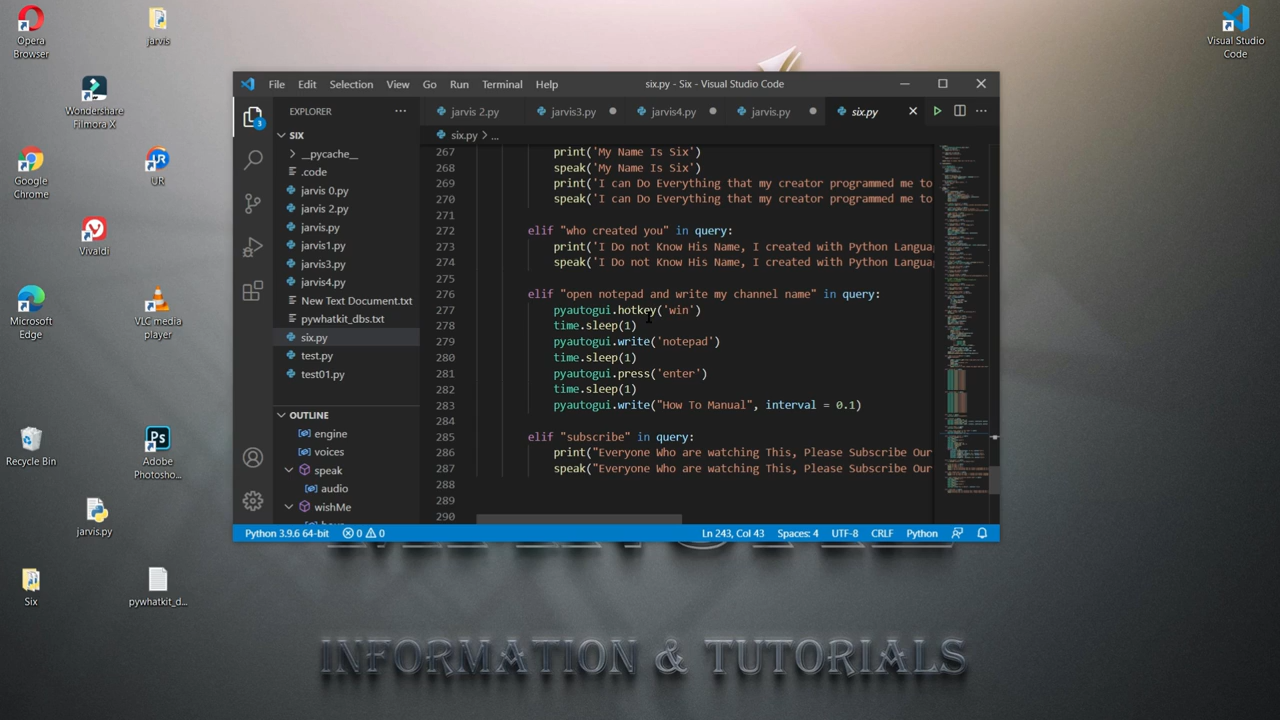 Opera
Browser
jarvis
Visual Studio
Code
Wondershare
Filmora X
Google
Chrome
UR
Vivaldi
Microsoft
Edge
VLC media
player
Recycle Bin
Adobe
Photosho...
jarvis.py
Six
pywhatkit_d...
File Edit Selection View Go Run Terminal Help six.py - Six - Visual Studio Code
EXPLORER ... jarvis 2.py jarvis3.py jarvis4.py jarvis.py six.py
SIX
six.py > ...
3
__pycache__
.code
jarvis 0.py
jarvis 2.py
jarvis.py
jarvis1.py
jarvis3.py
jarvis4.py
New Text Document.txt
pywhatkit_dbs.txt
six.py
test.py
test01.py
OUTLINE
engine
voices
speak
audio
wishMe
267 print('My Name Is Six')
268 speak('My Name Is Six')
269 print('I can Do Everything that my creator programmed me to
270 speak('I can Do Everything that my creator programmed me to
271
272 elif "who created you" in query:
273 print('I Do not Know His Name, I created with Python Langua
274 speak('I Do not Know His Name, I created with Python Langua
275
276 elif "open notepad and write my channel name" in query:
277 pyautogui.hotkey('win')
278 time.sleep(1)
279 pyautogui.write('notepad')
280 time.sleep(1)
281 pyautogui.press('enter')
282 time.sleep(1)
283 pyautogui.write("How To Manual", interval = 0.1)
284
285 elif "subscribe" in query:
286 print("Everyone Who are watching This, Please Subscribe Our
287 speak("Everyone Who are watching This, Please Subscribe Our
288
289
290
Python 3.9.6 64-bit 0 0 Ln 243, Col 43 Spaces: 4 UTF-8 CRLF Python
INFORMATION & TUTORIALS